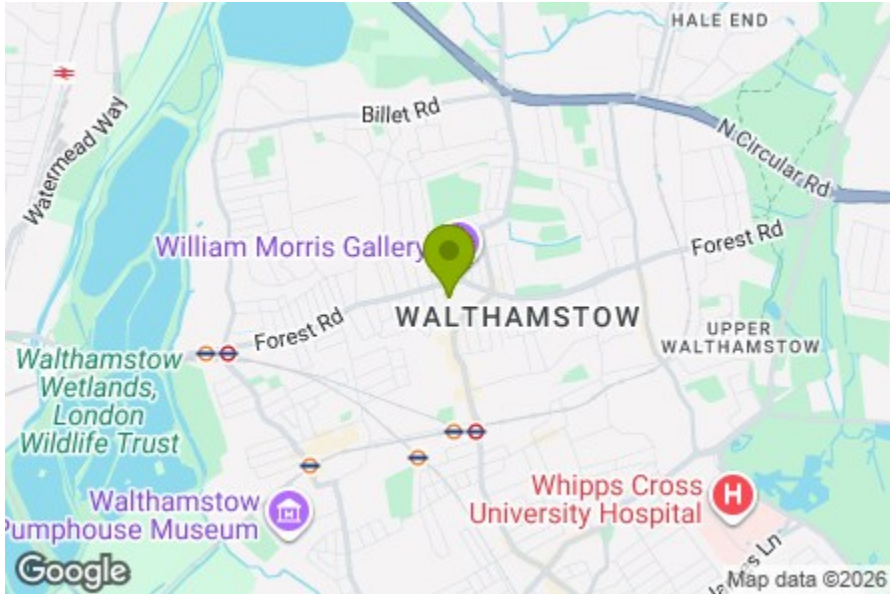 HALE END
Billet Rd
Watermead Way
N Circular Rd
William Morris Gallery
Forest Rd
WALTHAMSTOW
Forest Rd
UPPER
WALTHAMSTOW
Walthamstow
Wetlands,
London
Wildlife Trust
Whipps Cross
University Hospital
H
Walthamstow
Pumphouse Museum
Google
Map data ©2026